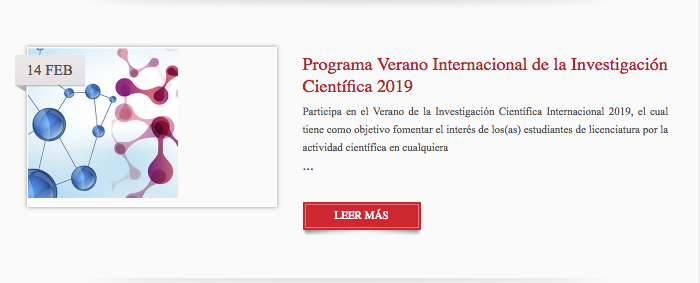 14 FEB
Programa Verano Internacional de la Investigación
Científica 2019
Participa en el Verano de la Investigación Científica Internacional 2019, el cual
tiene como objetivo fomentar el interés de los(as) estudiantes de licenciatura por la
actividad científica en cualquiera
...
LEER MÁS